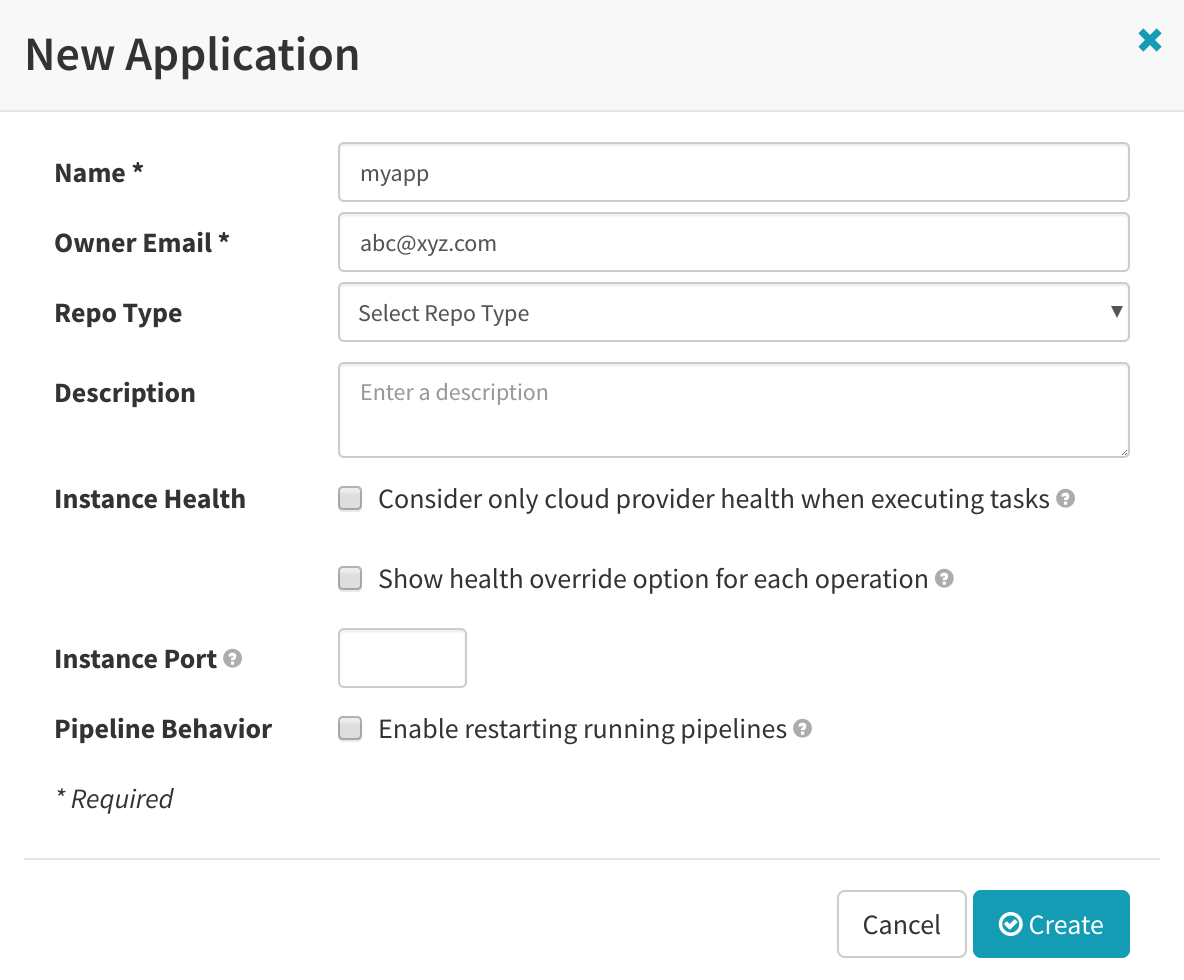 New Application
Name *
myapp
Owner Email *
abc@xyz.com
Repo Type
Select Repo Type
Description
Enter a description
Instance Health
Consider only cloud provider health when executing tasks
Show health override option for each operation
Instance Port
Pipeline Behavior
Enable restarting running pipelines
* Required
Cancel
Create